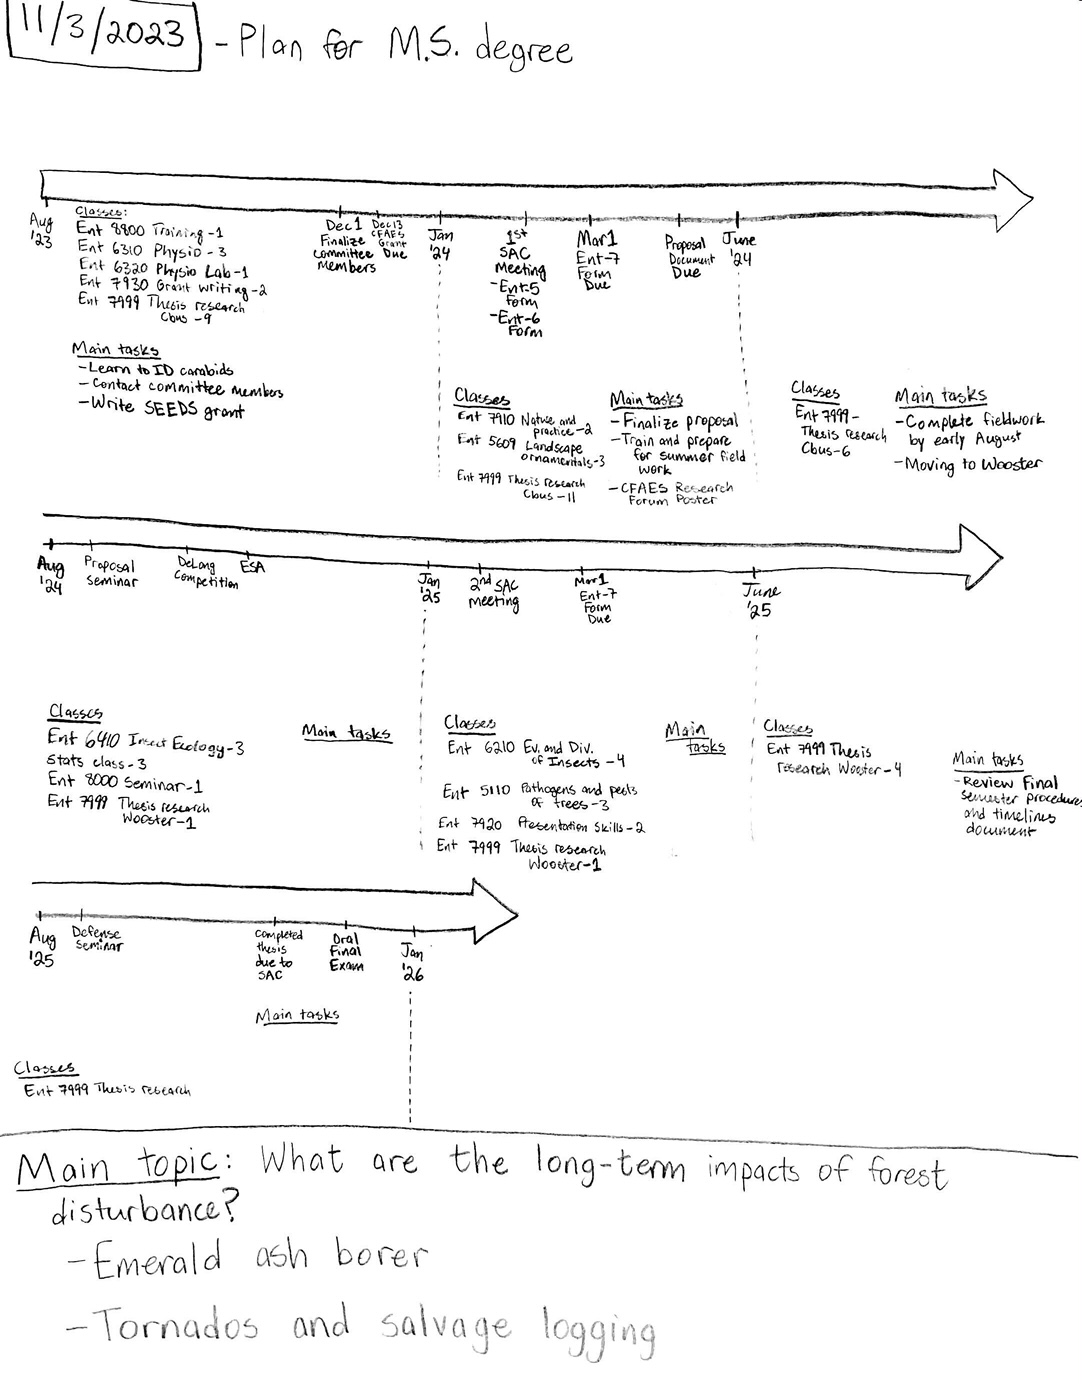 11/3/2023 - Plan for M.S. degree
Aug
'23
Classes:
Ent 8800 Training -1
Ent 6310 Physio - 3
Ent 6320 Physio Lab-1
Ent 7930 Grant writing -2
Ent 7999 Thesis research
Cbus -9
Main tasks
-Learn to ID carabids
-Contact committee members
-Write SEEDS grant
Dec 1
Finalize
committee
members
Dec 13
CFAES
Grant
Due
Jan
'24
1st
SAC
Meeting
-Ent-5
Form
-Ent-6
Form
Mar 1
Ent-7
Form
Due
Proposal
Document
Due
June
'24
Classes
Ent 7910 Nature and
practice -2
Ent 5609 Landscape
ornamentals-3
Ent 7999 Thesis research
Cbus -11
Main tasks
-Finalize proposal
-Train and prepare
for summer field
work
-CFAES Research
Forum Poster
Classes
Ent 7999-
Thesis research
Cbus-6
Main tasks
-Complete fieldwork
by early August
-Moving to Wooster
Aug
'24
Proposal
seminar
DeLong
Competition
ESA
Jan
'25
2nd SAC
Meeting
Mar 1
Ent-7
Form
Due
June
'25
Classes
Ent 6410 Insect Ecology-3
Stats class-3
Ent 8000 Seminar-1
Ent 7999 Thesis research
Wooster-1
Main tasks
Classes
Ent 6210 Ev. and Div.
of Insects -4
Ent 5110 Pathogens and pests
of trees-3
Ent 7920 Presentation Skills-2
Ent 7999 Thesis research
Wooster-1
Main
tasks
Classes
Ent 7999 Thesis
research Wooster-4
Main tasks
-Review Final
semester procedures
and timelines
document
Aug
'25
Defense
Seminar
Completed
thesis
due to
SAC
Oral
Final
Exam
Jan
'26
Main tasks
Classes
Ent 7999 Thesis research
Main topic: What are the long-term impacts of forest
disturbance?
-Emerald ash borer
-Tornados and salvage logging